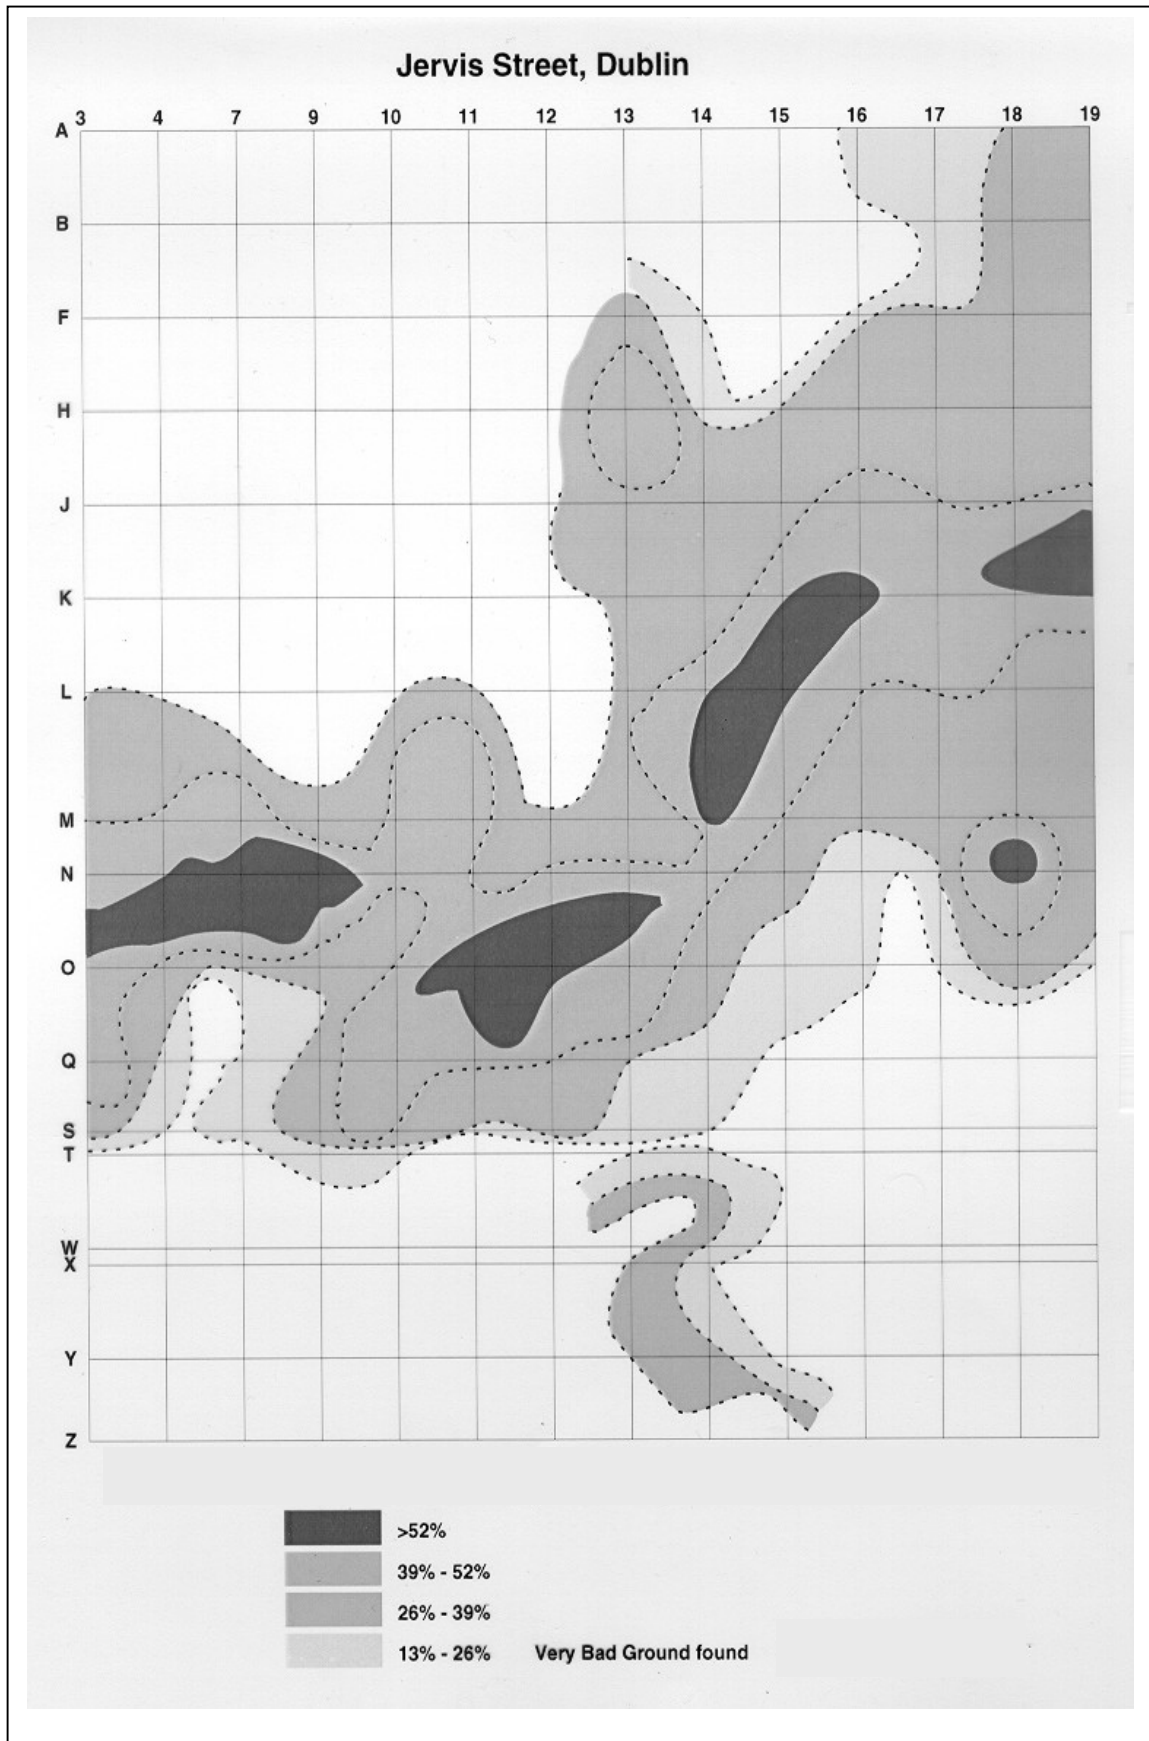 Jervis Street, Dublin
3 4 7 9 10 11 12 13 14 15 16 17 18 19
A
B
F
H
J
K
L
M
N
O
Q
S
T
W
X
Y
Z
>52%
39% - 52%
26% - 39%
13% - 26% Very Bad Ground found